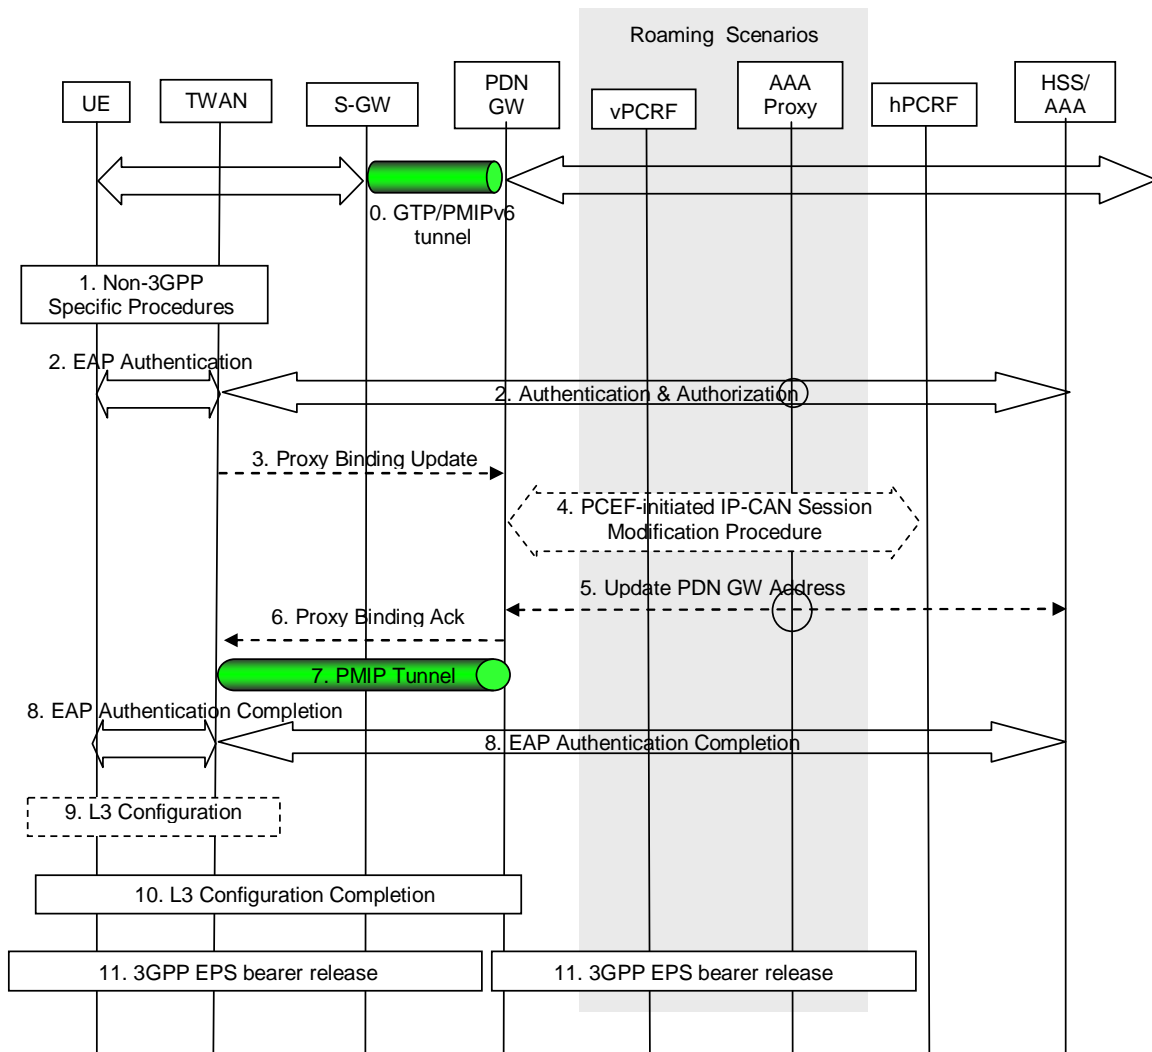 Roaming Scenarios
UE
TWAN
S-GW
PDN
GW
vPCRF
AAA
Proxy
hPCRF
HSS/
AAA
0. GTP/PMIPv6
tunnel
1. Non-3GPP
Specific Procedures
2. EAP Authentication
2. Authentication & Authorization
3. Proxy Binding Update
4. PCEF-initiated IP-CAN Session
Modification Procedure
5. Update PDN GW Address
6. Proxy Binding Ack
7. PMIP Tunnel
8. EAP Authentication Completion
8. EAP Authentication Completion
9. L3 Configuration
10. L3 Configuration Completion
11. 3GPP EPS bearer release
11. 3GPP EPS bearer release